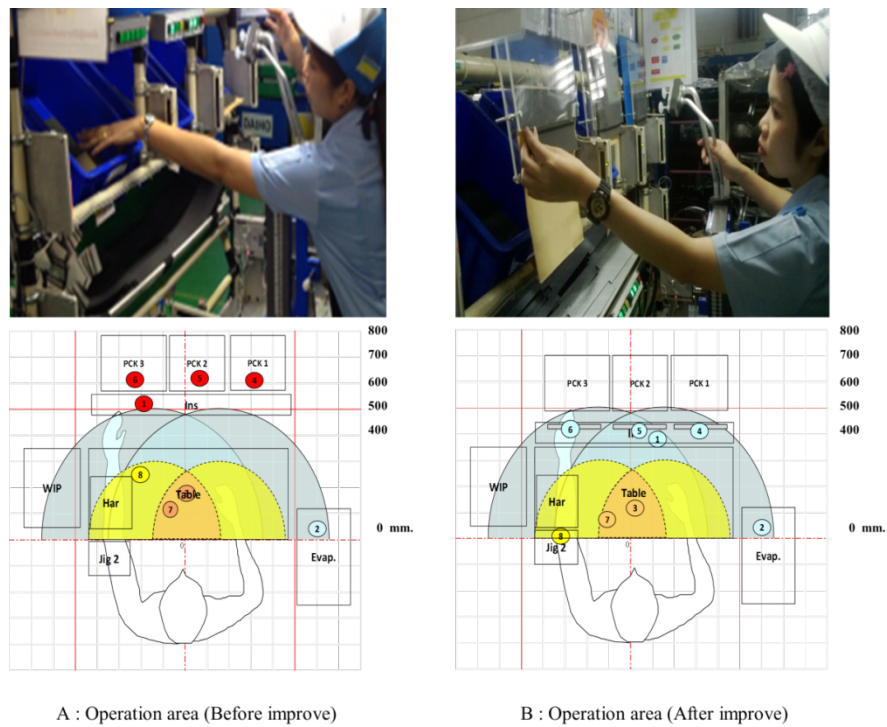 DAISHO
800
700
600
500
400
0 mm.
PCK 3
PCK 2
PCK 1
6
5
4
1
Ins
WIP
8
Har
Table
7
Jig 2
0
2
Evap.
800
700
600
500
400
0 mm.
PCK 3
PCK 2
PCK 1
6
5
4
1
WIP
Har
Table
3
7
8
Jig 2
0
2
Evap.
A : Operation area (Before improve)
B : Operation area (After improve)